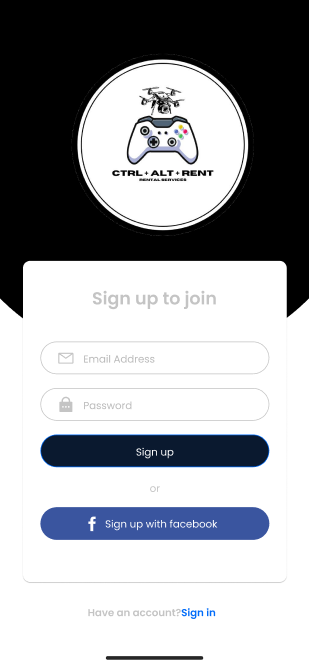 CTRL + ALT + RENT
RENTAL SERVICES
Sign up to join
Email Address
Password
Sign up
or
f Sign up with facebook
Have an account?Sign in